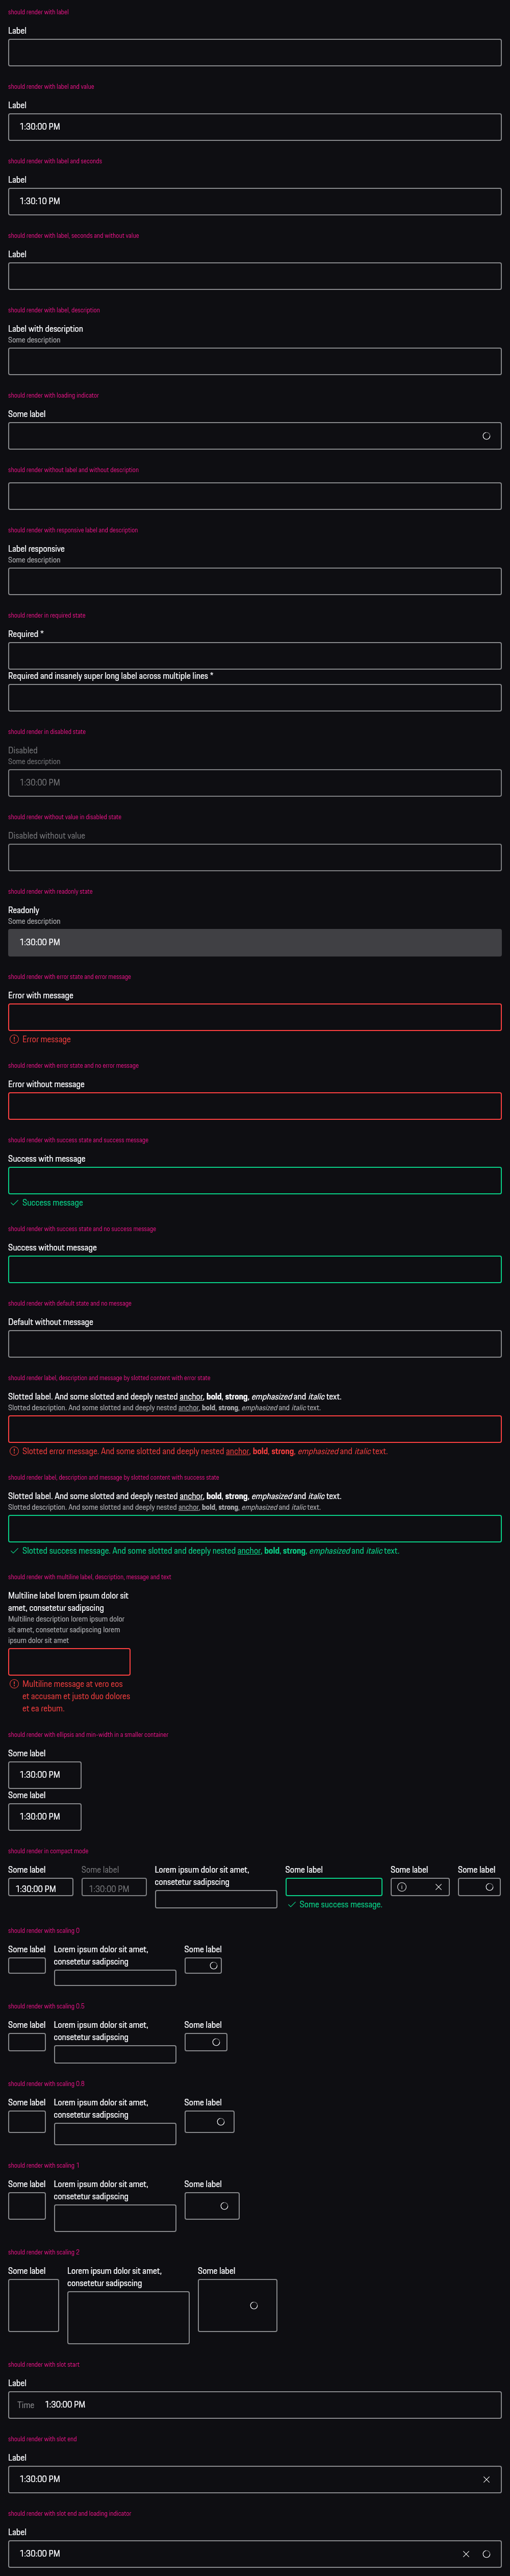 should render with label
Label
should render with label and value
Label
1:30:00 PM
should render with label and seconds
Label
1:30:10 PM
should render with label, seconds and without value
Label
should render with label, description
Label with description
Some description
should render with loading indicator
Some label
should render without label and without description
should render with responsive label and description
Label responsive
Some description
should render in required state
Required *
Required and insanely super long label across multiple lines *
should render in disabled state
Disabled
Some description
1:30:00 PM
should render without value in disabled state
Disabled without value
should render with readonly state
Readonly
Some description
1:30:00 PM
should render with error state and error message
Error with message
Error message
should render with error state and no error message
Error without message
should render with success state and success message
Success with message
Success message
should render with success state and no success message
Success without message
should render with default state and no message
Default without message
should render label, description and message by slotted content with error state
Slotted label. And some slotted and deeply nested anchor, bold, strong, emphasized and italic text.
Slotted description. And some slotted and deeply nested anchor, bold, strong, emphasized and italic text.
Slotted error message. And some slotted and deeply nested anchor, bold, strong, emphasized and italic text.
should render label, description and message by slotted content with success state
Slotted label. And some slotted and deeply nested anchor, bold, strong, emphasized and italic text.
Slotted description. And some slotted and deeply nested anchor, bold, strong, emphasized and italic text.
Slotted success message. And some slotted and deeply nested anchor, bold, strong, emphasized and italic text.
should render with multiline label, description, message and text
Multiline label lorem ipsum dolor sit
amet, consetetur sadipscing
Multiline description lorem ipsum dolor
sit amet, consetetur sadipscing lorem
ipsum dolor sit amet
Multiline message at vero eos
et accusam et justo duo dolores
et ea rebum.
should render with ellipsis and min-width in a smaller container
Some label
1:30:00 PM
Some label
1:30:00 PM
should render in compact mode
Some label
1:30:00 PM
Some label
1:30:00 PM
Lorem ipsum dolor sit amet,
consetetur sadipscing
Some label
Some success message.
Some label
Some label
should render with scaling 0
Some label
Lorem ipsum dolor sit amet,
consetetur sadipscing
Some label
should render with scaling 0.5
Some label
Lorem ipsum dolor sit amet,
consetetur sadipscing
Some label
should render with scaling 0.8
Some label
Lorem ipsum dolor sit amet,
consetetur sadipscing
Some label
should render with scaling 1
Some label
Lorem ipsum dolor sit amet,
consetetur sadipscing
Some label
should render with scaling 2
Some label
Lorem ipsum dolor sit amet,
consetetur sadipscing
Some label
should render with slot start
Label
Time 1:30:00 PM
should render with slot end
Label
1:30:00 PM
should render with slot end and loading indicator
Label
1:30:00 PM